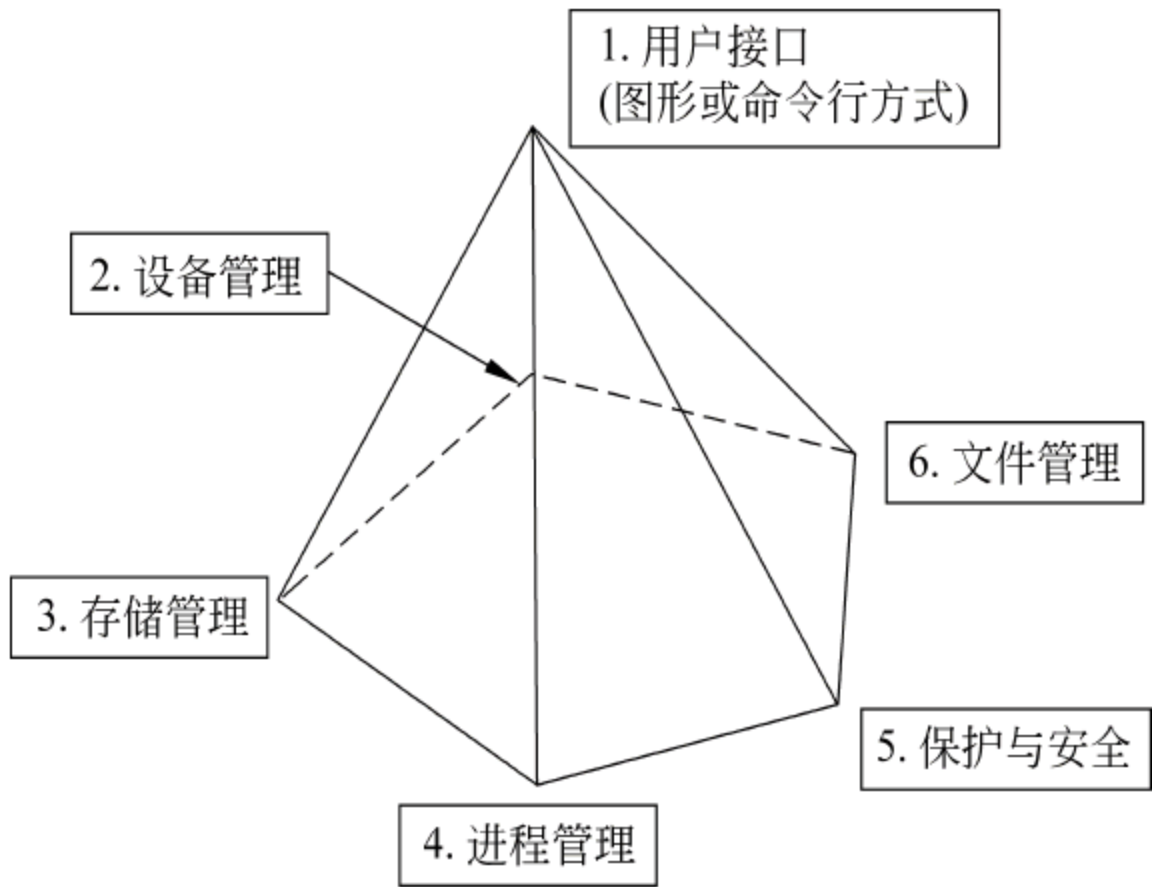 1. 用户接口
(图形或命令行方式)
2. 设备管理
6. 文件管理
3. 存储管理
5. 保护与安全
4. 进程管理